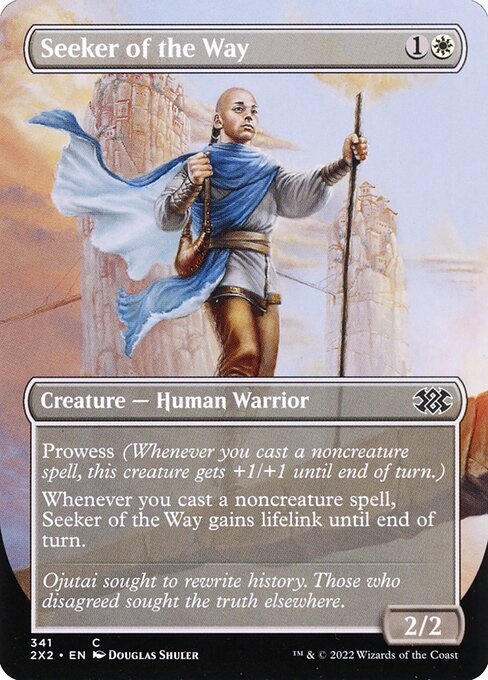 Seeker of the Way 1
Creature — Human Warrior
Prowess (Whenever you cast a noncreature
spell, this creature gets +1/+1 until end of turn.)
Whenever you cast a noncreature spell,
Seeker of the Way gains lifelink until end of
turn.
Ojutai sought to rewrite history. Those who
disagreed sought the truth elsewhere.
2/2
341 C
2X2 • EN Douglas Shuler
™ & © 2022 Wizards of the Coast